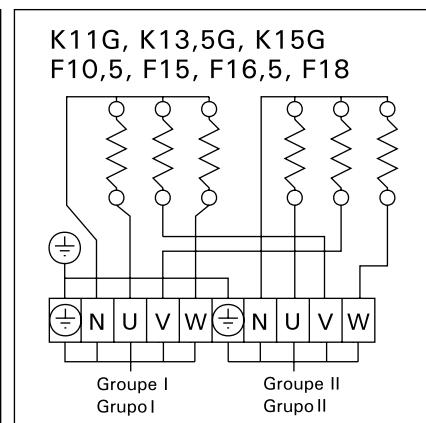 K11G, K13,5G, K15G
F10,5, F15, F16,5, F18
N U V W N U V W
Groupe I Groupe II
Grupo I Grupo II